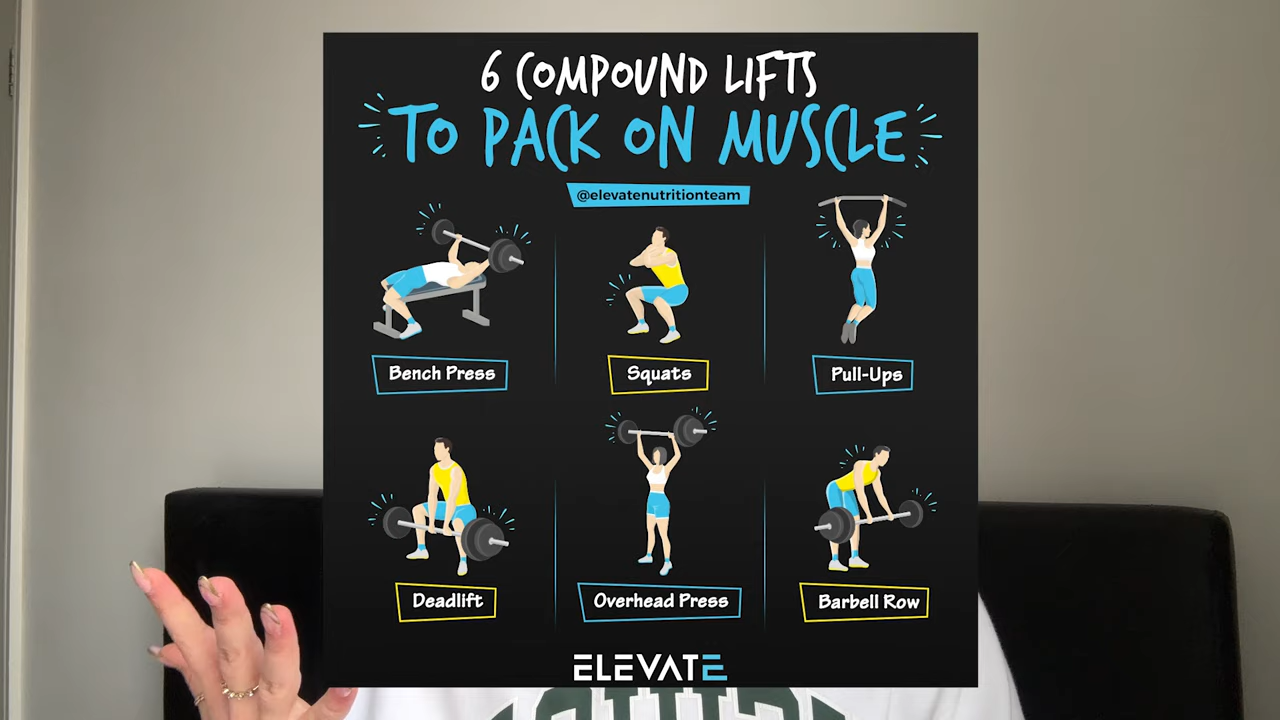 6 COMPOUND LIFTS
TO PACK ON MUSCLE
@elevatenutritionteam
Bench Press
Squats
Pull-Ups
Deadlift
Overhead Press
Barbell Row
ELEVATE